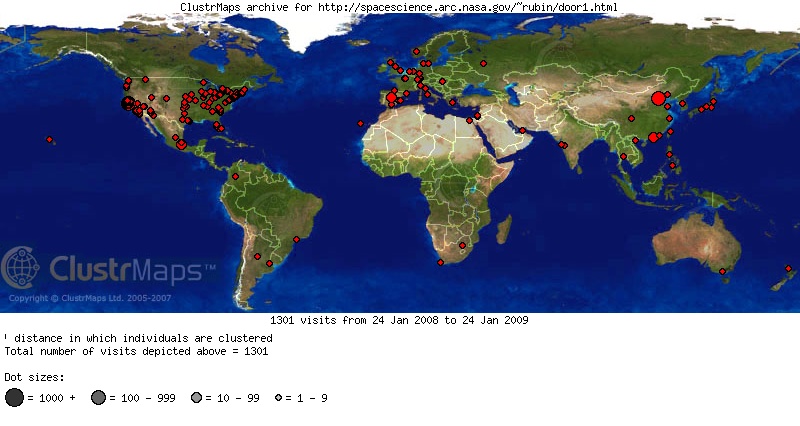 ClustrMaps archive for http://spacescience.arc.nasa.gov/~rubin/door1.html
ClustrMaps™
Copyright © ClustrMaps Ltd. 2005-2007
1301 visits from 24 Jan 2008 to 24 Jan 2009
' distance in which individuals are clustered
Total number of visits depicted above = 1301
Dot sizes:
= 1000 + = 100 - 999 = 10 - 99 = 1 - 9